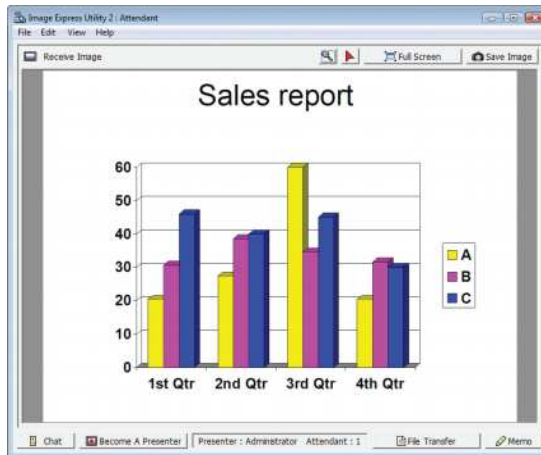 Image Express Utility 2 : Attendant
File Edit View Help
Receive Image Full Screen Save Image
Sales report
60
50
40
30
20
10
0
1st Qtr 2nd Qtr 3rd Qtr 4th Qtr
A
B
C
Chat Become A Presenter Presenter : Administrator Attendant : 1 File Transfer Memo